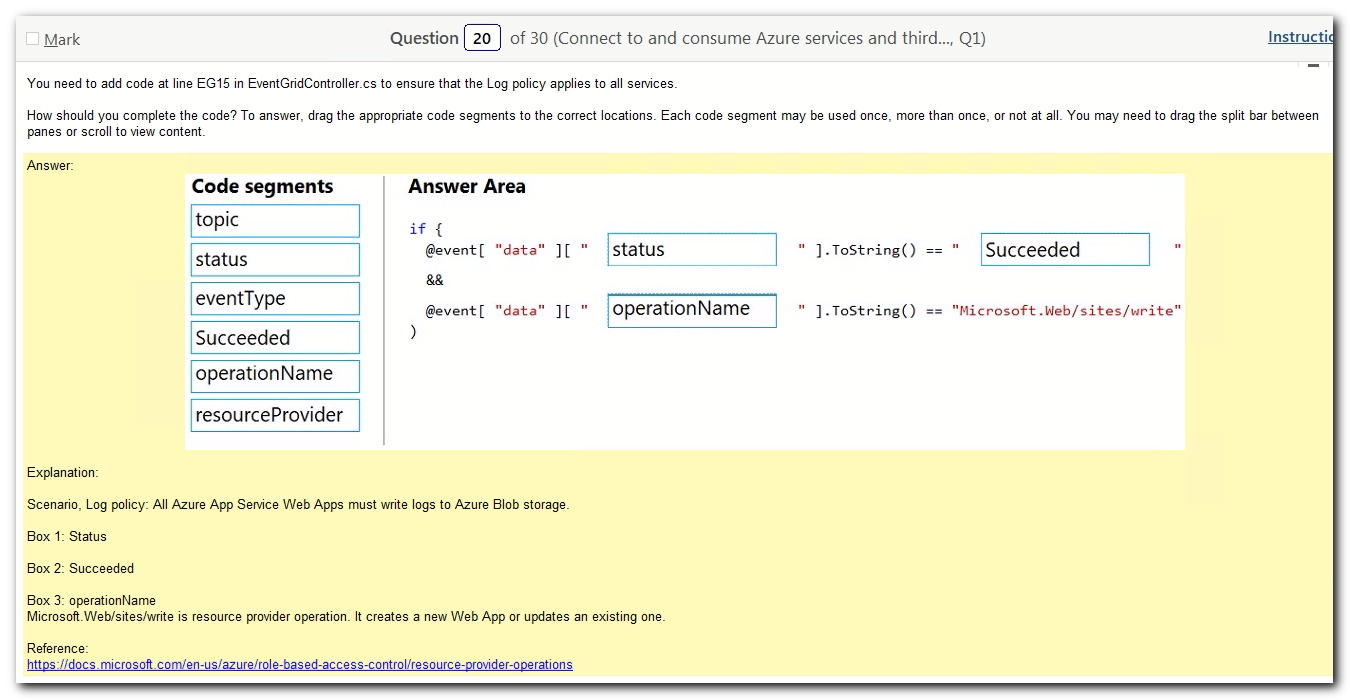 Mark
Question 20 of 30 (Connect to and consume Azure services and third..., Q1)
Instructio
You need to add code at line EG15 in EventGridController.cs to ensure that the Log policy applies to all services.
How should you complete the code? To answer, drag the appropriate code segments to the correct locations. Each code segment may be used once, more than once, or not at all. You may need to drag the split bar between
panes or scroll to view content.
Answer:
Code segments
topic
status
eventType
Succeeded
operationName
resourceProvider
Answer Area
if {
@event[ "data" ][ " status " ].ToString() == " Succeeded "
&&
@event[ "data" ][ " operationName " ].ToString() == "Microsoft.Web/sites/write"
)
Explanation:
Scenario, Log policy: All Azure App Service Web Apps must write logs to Azure Blob storage.
Box 1: Status
Box 2: Succeeded
Box 3: operationName
Microsoft.Web/sites/write is resource provider operation. It creates a new Web App or updates an existing one.
Reference:
https://docs.microsoft.com/en-us/azure/role-based-access-control/resource-provider-operations